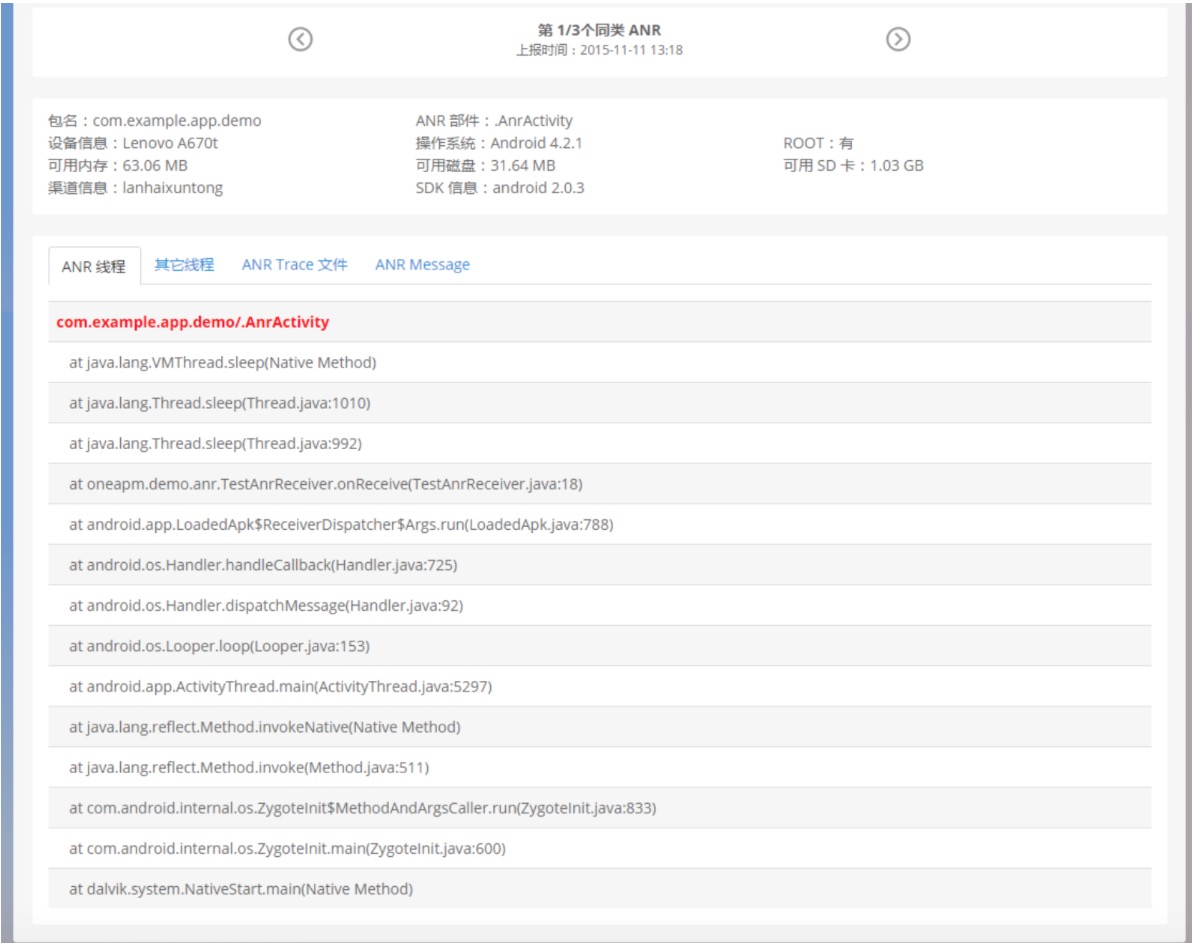 第 1/3个同类 ANR
上报时间：2015-11-11 13:18
包名：com.example.app.demo
ANR 部件：.AnrActivity
设备信息：Lenovo A670t
操作系统：Android 4.2.1
ROOT：有
可用内存：63.06 MB
可用磁盘：31.64 MB
可用 SD 卡：1.03 GB
渠道信息：lanhaixuntong
SDK 信息：android 2.0.3
ANR 线程 其它线程 ANR Trace 文件 ANR Message
com.example.app.demo/.AnrActivity
at java.lang.VMThread.sleep(Native Method)
at java.lang.Thread.sleep(Thread.java:1010)
at java.lang.Thread.sleep(Thread.java:992)
at oneapm.demo.anr.TestAnrReceiver.onReceive(TestAnrReceiver.java:18)
at android.app.LoadedApk$ReceiverDispatcher$Args.run(LoadedApk.java:788)
at android.os.Handler.handleCallback(Handler.java:725)
at android.os.Handler.dispatchMessage(Handler.java:92)
at android.os.Looper.loop(Looper.java:153)
at android.app.ActivityThread.main(ActivityThread.java:5297)
at java.lang.reflect.Method.invokeNative(Native Method)
at java.lang.reflect.Method.invoke(Method.java:511)
at com.android.internal.os.ZygoteInit$MethodAndArgsCaller.run(ZygoteInit.java:833)
at com.android.internal.os.ZygoteInit.main(ZygoteInit.java:600)
at dalvik.system.NativeStart.main(Native Method)